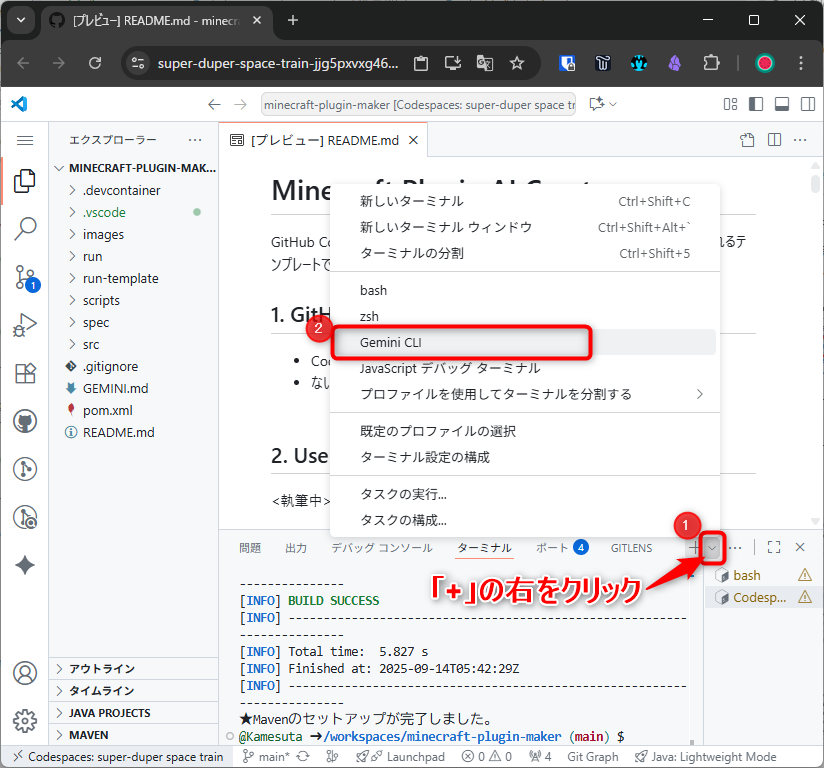 [プレビュー] README.md - minecr
super-duper-space-train-jjg5pxvxg46...
minecraft-plugin-maker [Codespaces: super-duper space tr
エクスプローラー
[プレビュー] README.md
MINECRAFT-PLUGIN-MAK...
.devcontainer
.vscode
images
run
run-template
scripts
spec
src
.gitignore
GEMINI.md
pom.xml
README.md
1
アウトライン
タイムライン
JAVA PROJECTS
MAVEN
Minecraft Plugin AI
GitHub Co
れるテ
ンプレートで
1. GitH
Coc
ない
2. Use
<執筆中>
新しいターミナル Ctrl+Shift+C
新しいターミナル ウィンドウ Ctrl+Shift+Alt+`
ターミナルの分割 Ctrl+Shift+5
bash
zsh
2
Gemini CLI
JavaScript デバッグ ターミナル
プロファイルを使用してターミナルを分割する
既定のプロファイルの選択
ターミナル設定の構成
タスクの実行...
タスクの構成...
1
問題 出力 デバッグ コンソール ターミナル ポート 4 GITLENS
「+」の右をクリック
bash
Codesp...
---------------
[INFO] BUILD SUCCESS
[INFO] ---------------------------------------------------------
---------------
[INFO] Total time:  5.827 s
[INFO] Finished at: 2025-09-14T05:42:29Z
[INFO] ---------------------------------------------------------
---------------
★Mavenのセットアップが完了しました。
@Kamesuta ➜/workspaces/minecraft-plugin-maker (main) $
Codespaces: super-duper space train main* Launchpad 0 0 4 Git Graph Java: Lightweight Mode